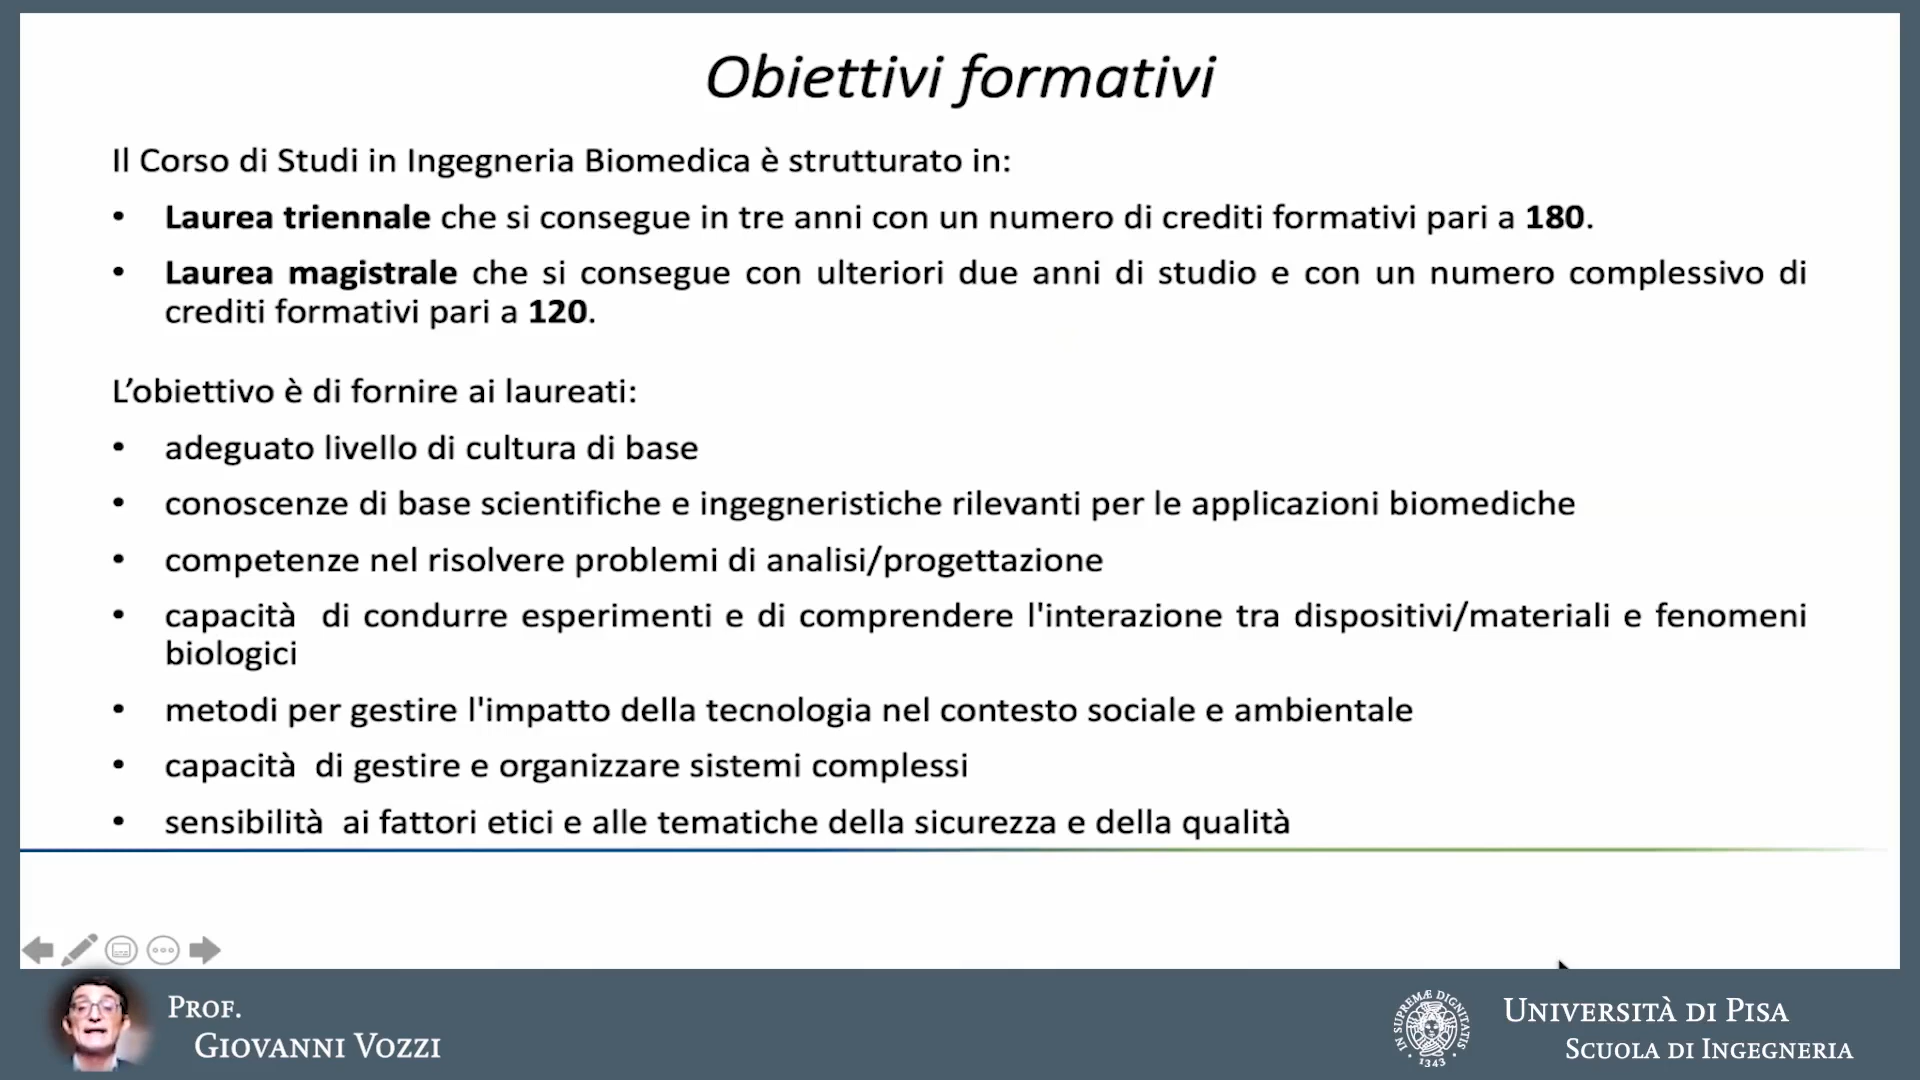 Obiettivi formativi
Il Corso di Studi in Ingegneria Biomedica è strutturato in:
• Laurea triennale che si consegue in tre anni con un numero di crediti formativi pari a 180.
• Laurea magistrale che si consegue con ulteriori due anni di studio e con un numero complessivo di
crediti formativi pari a 120.
L’obiettivo è di fornire ai laureati:
• adeguato livello di cultura di base
• conoscenze di base scientifiche e ingegneristiche rilevanti per le applicazioni biomediche
• competenze nel risolvere problemi di analisi/progettazione
• capacità di condurre esperimenti e di comprendere l'interazione tra dispositivi/materiali e fenomeni
biologici
• metodi per gestire l'impatto della tecnologia nel contesto sociale e ambientale
• capacità di gestire e organizzare sistemi complessi
• sensibilità ai fattori etici e alle tematiche della sicurezza e della qualità
Prof.
Giovanni Vozzi
IN SUPREMÆ DIGNITATIS
1343
Università di Pisa
Scuola di Ingegneria